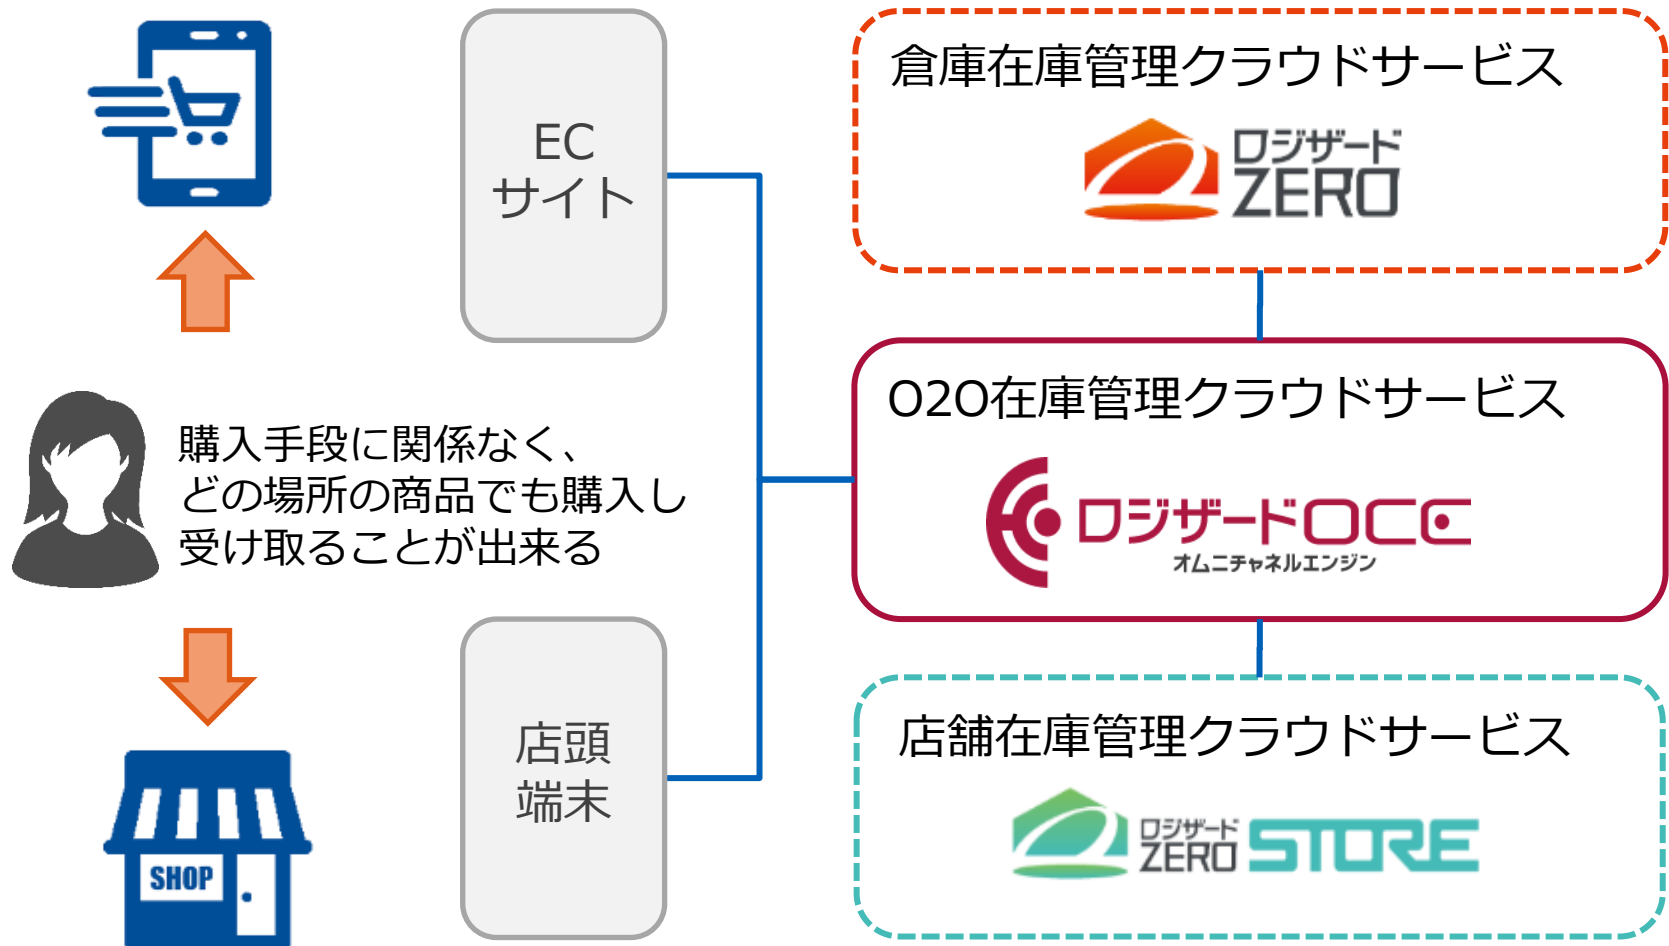 EC
サイト
倉庫在庫管理クラウドサービス
ロジザード
ZERO
購入手段に関係なく、
どの場所の商品でも購入し
受け取ることが出来る
O2O在庫管理クラウドサービス
ロジザードOCE
オムニチャネルエンジン
SHOP
店頭
端末
店舗在庫管理クラウドサービス
ロジザード
ZERO STORE